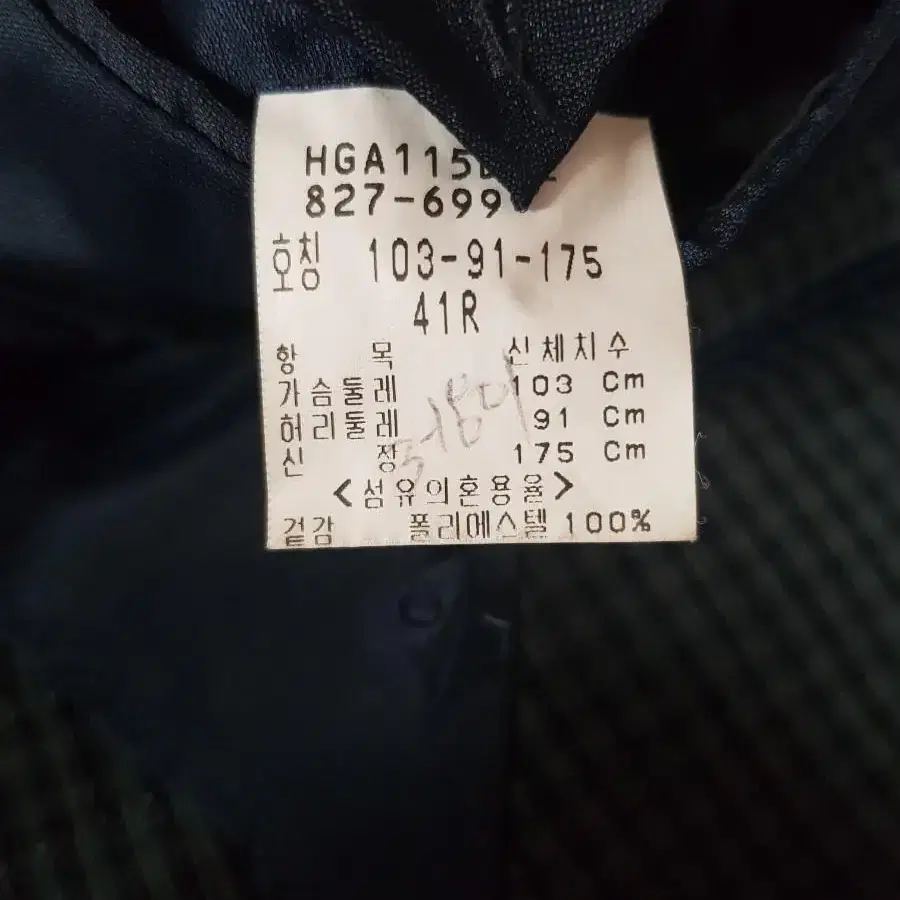 HGA115
827-699
호칭 103-91-175
41R
항 목 신체치수
가슴둘레 103 Cm
허리둘레 91 Cm
신 장 175 Cm
<섬유의혼용율>
겉감 폴리에스텔 100%